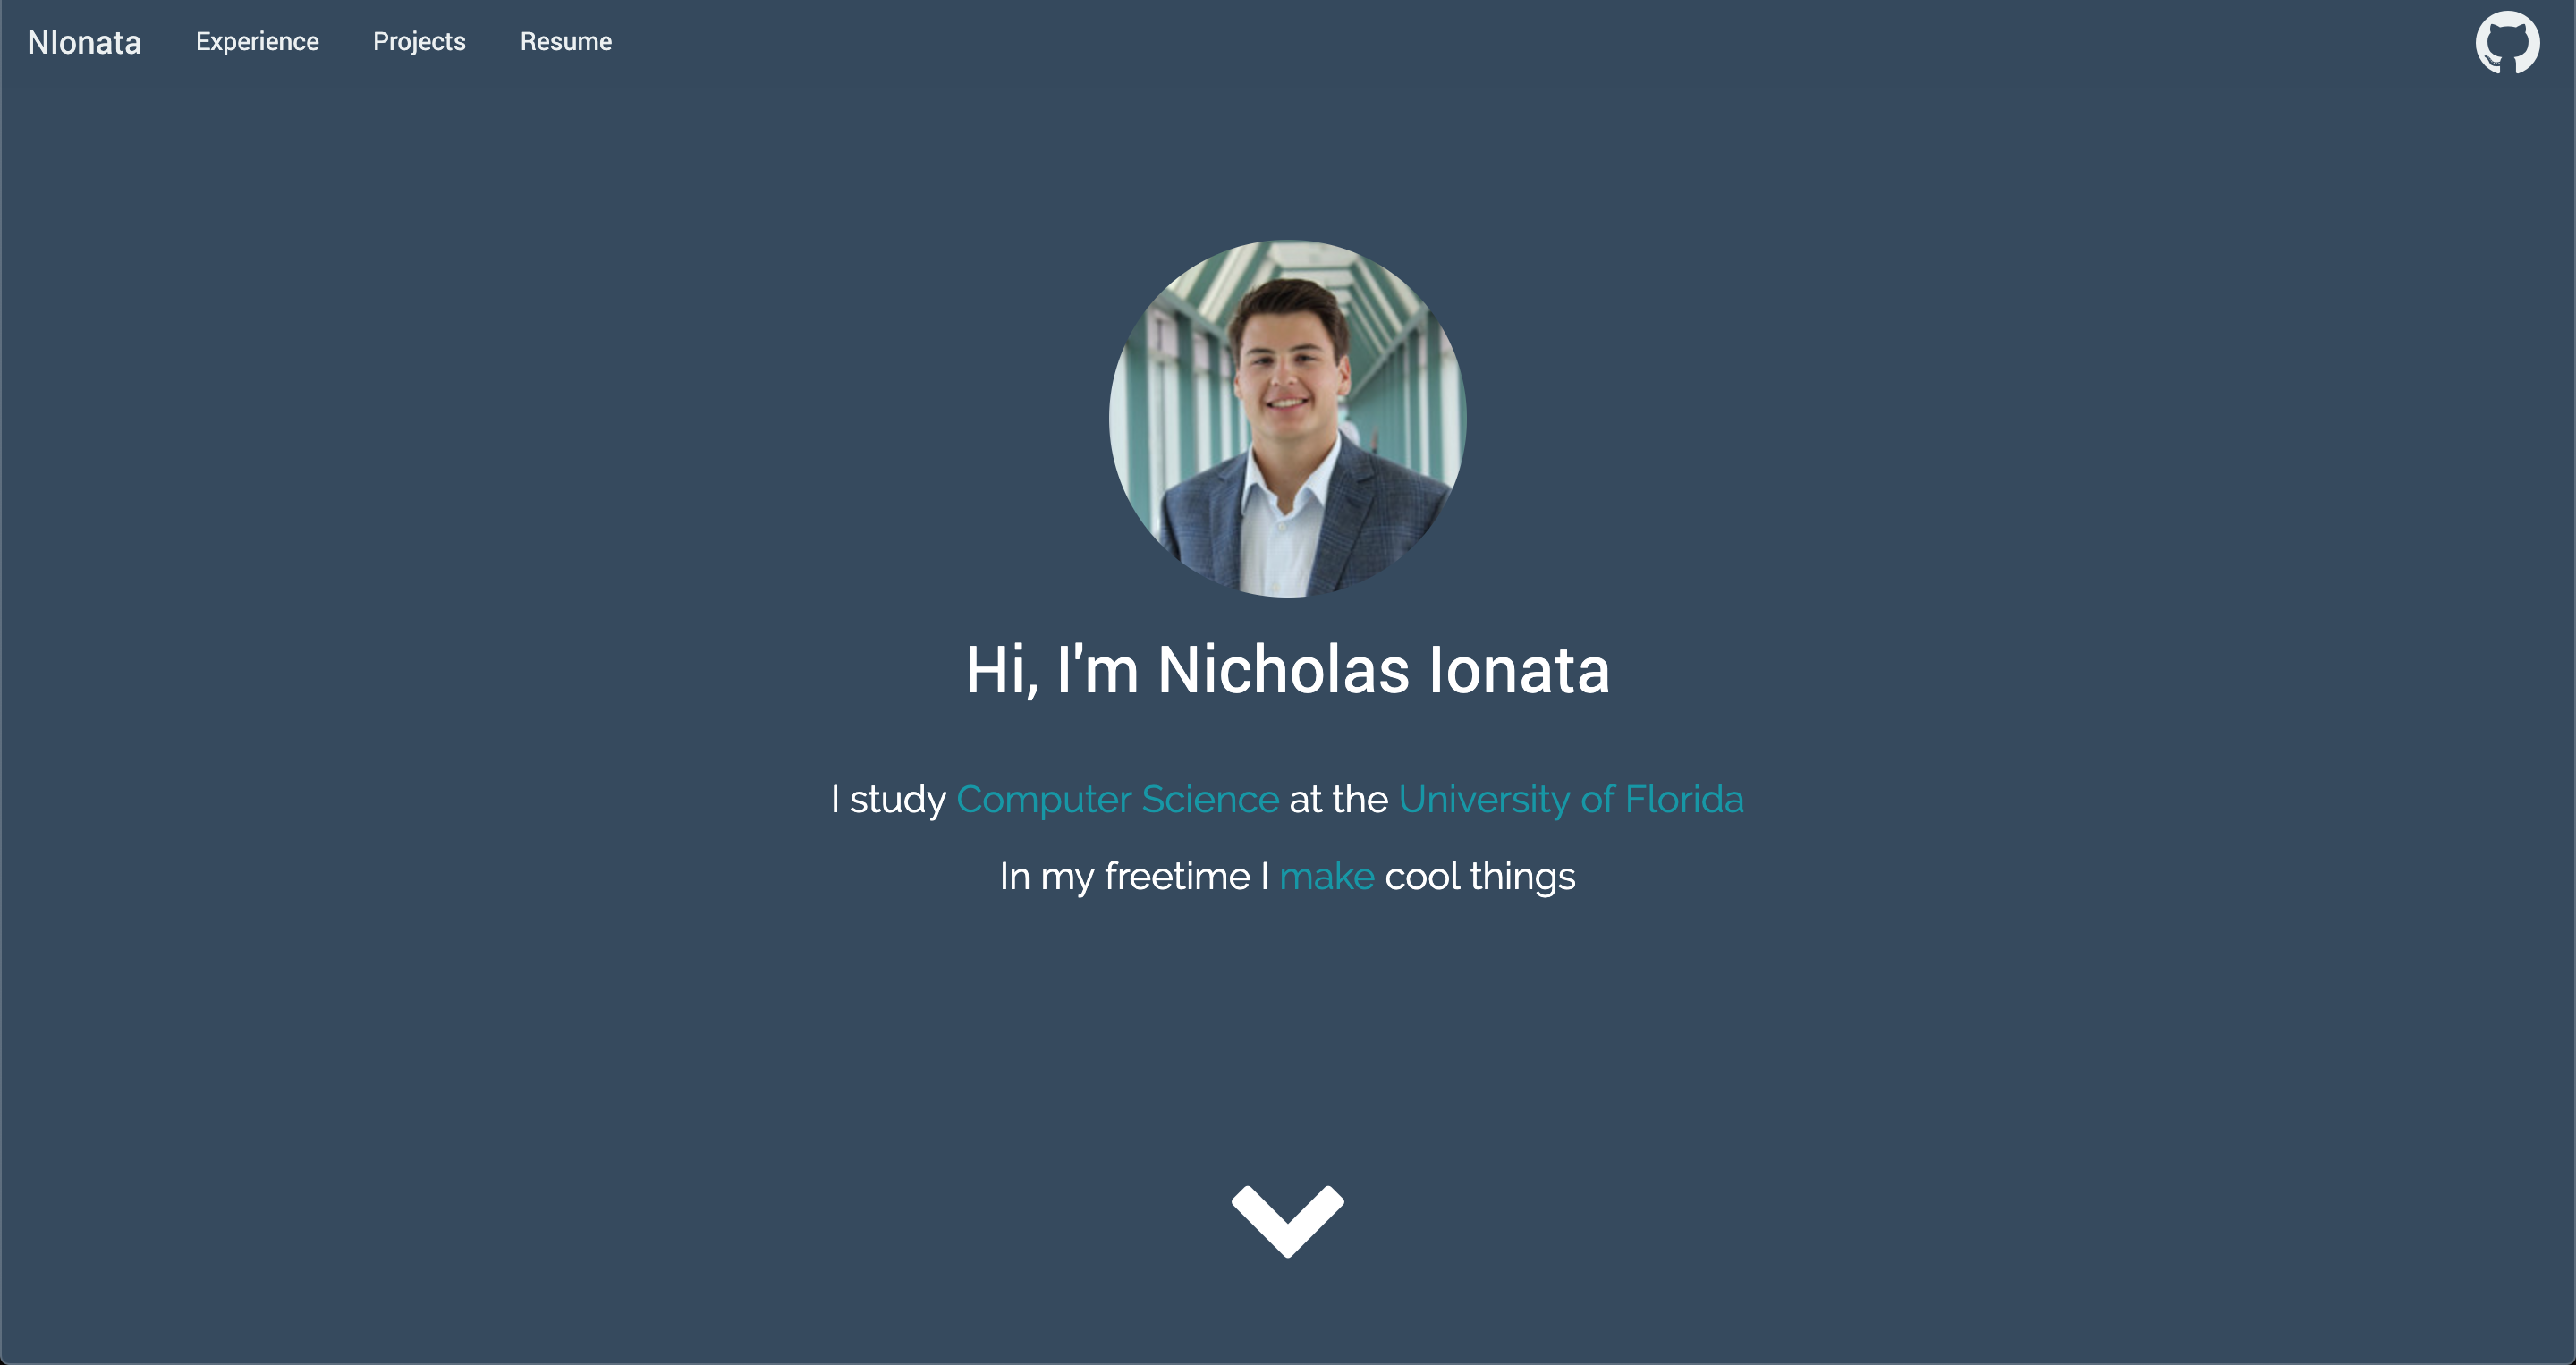 NIonata Experience Projects Resume
Hi, I'm Nicholas Ionata
I study Computer Science at the University of Florida
In my freetime I make cool things